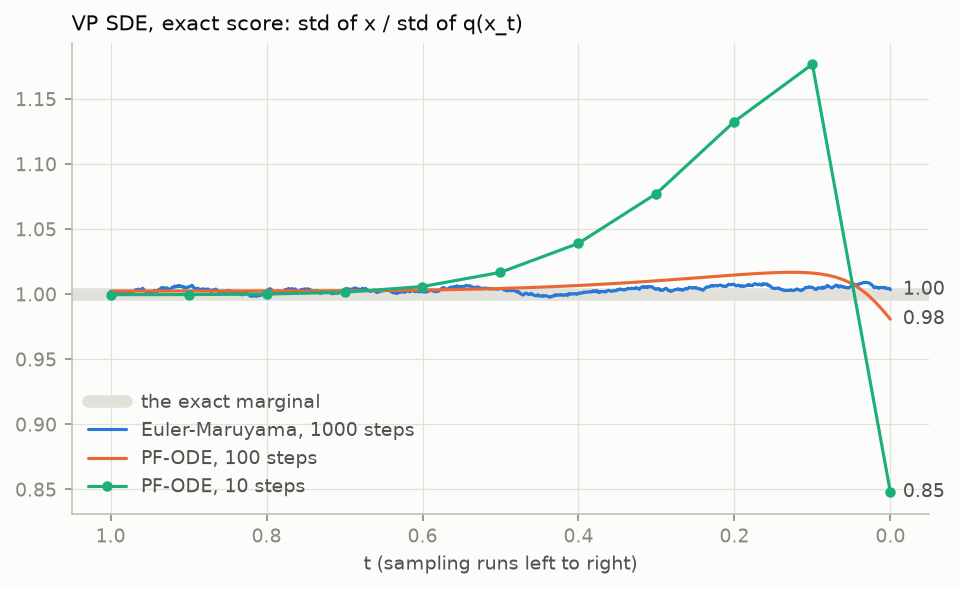 VP SDE, exact score: std of x / std of q(x_t)
1.15
1.10
1.05
1.00
0.95
0.90
0.85
1.00
0.98
0.85
the exact marginal
Euler-Maruyama, 1000 steps
PF-ODE, 100 steps
PF-ODE, 10 steps
1.0 0.8 0.6 0.4 0.2 0.0
t (sampling runs left to right)